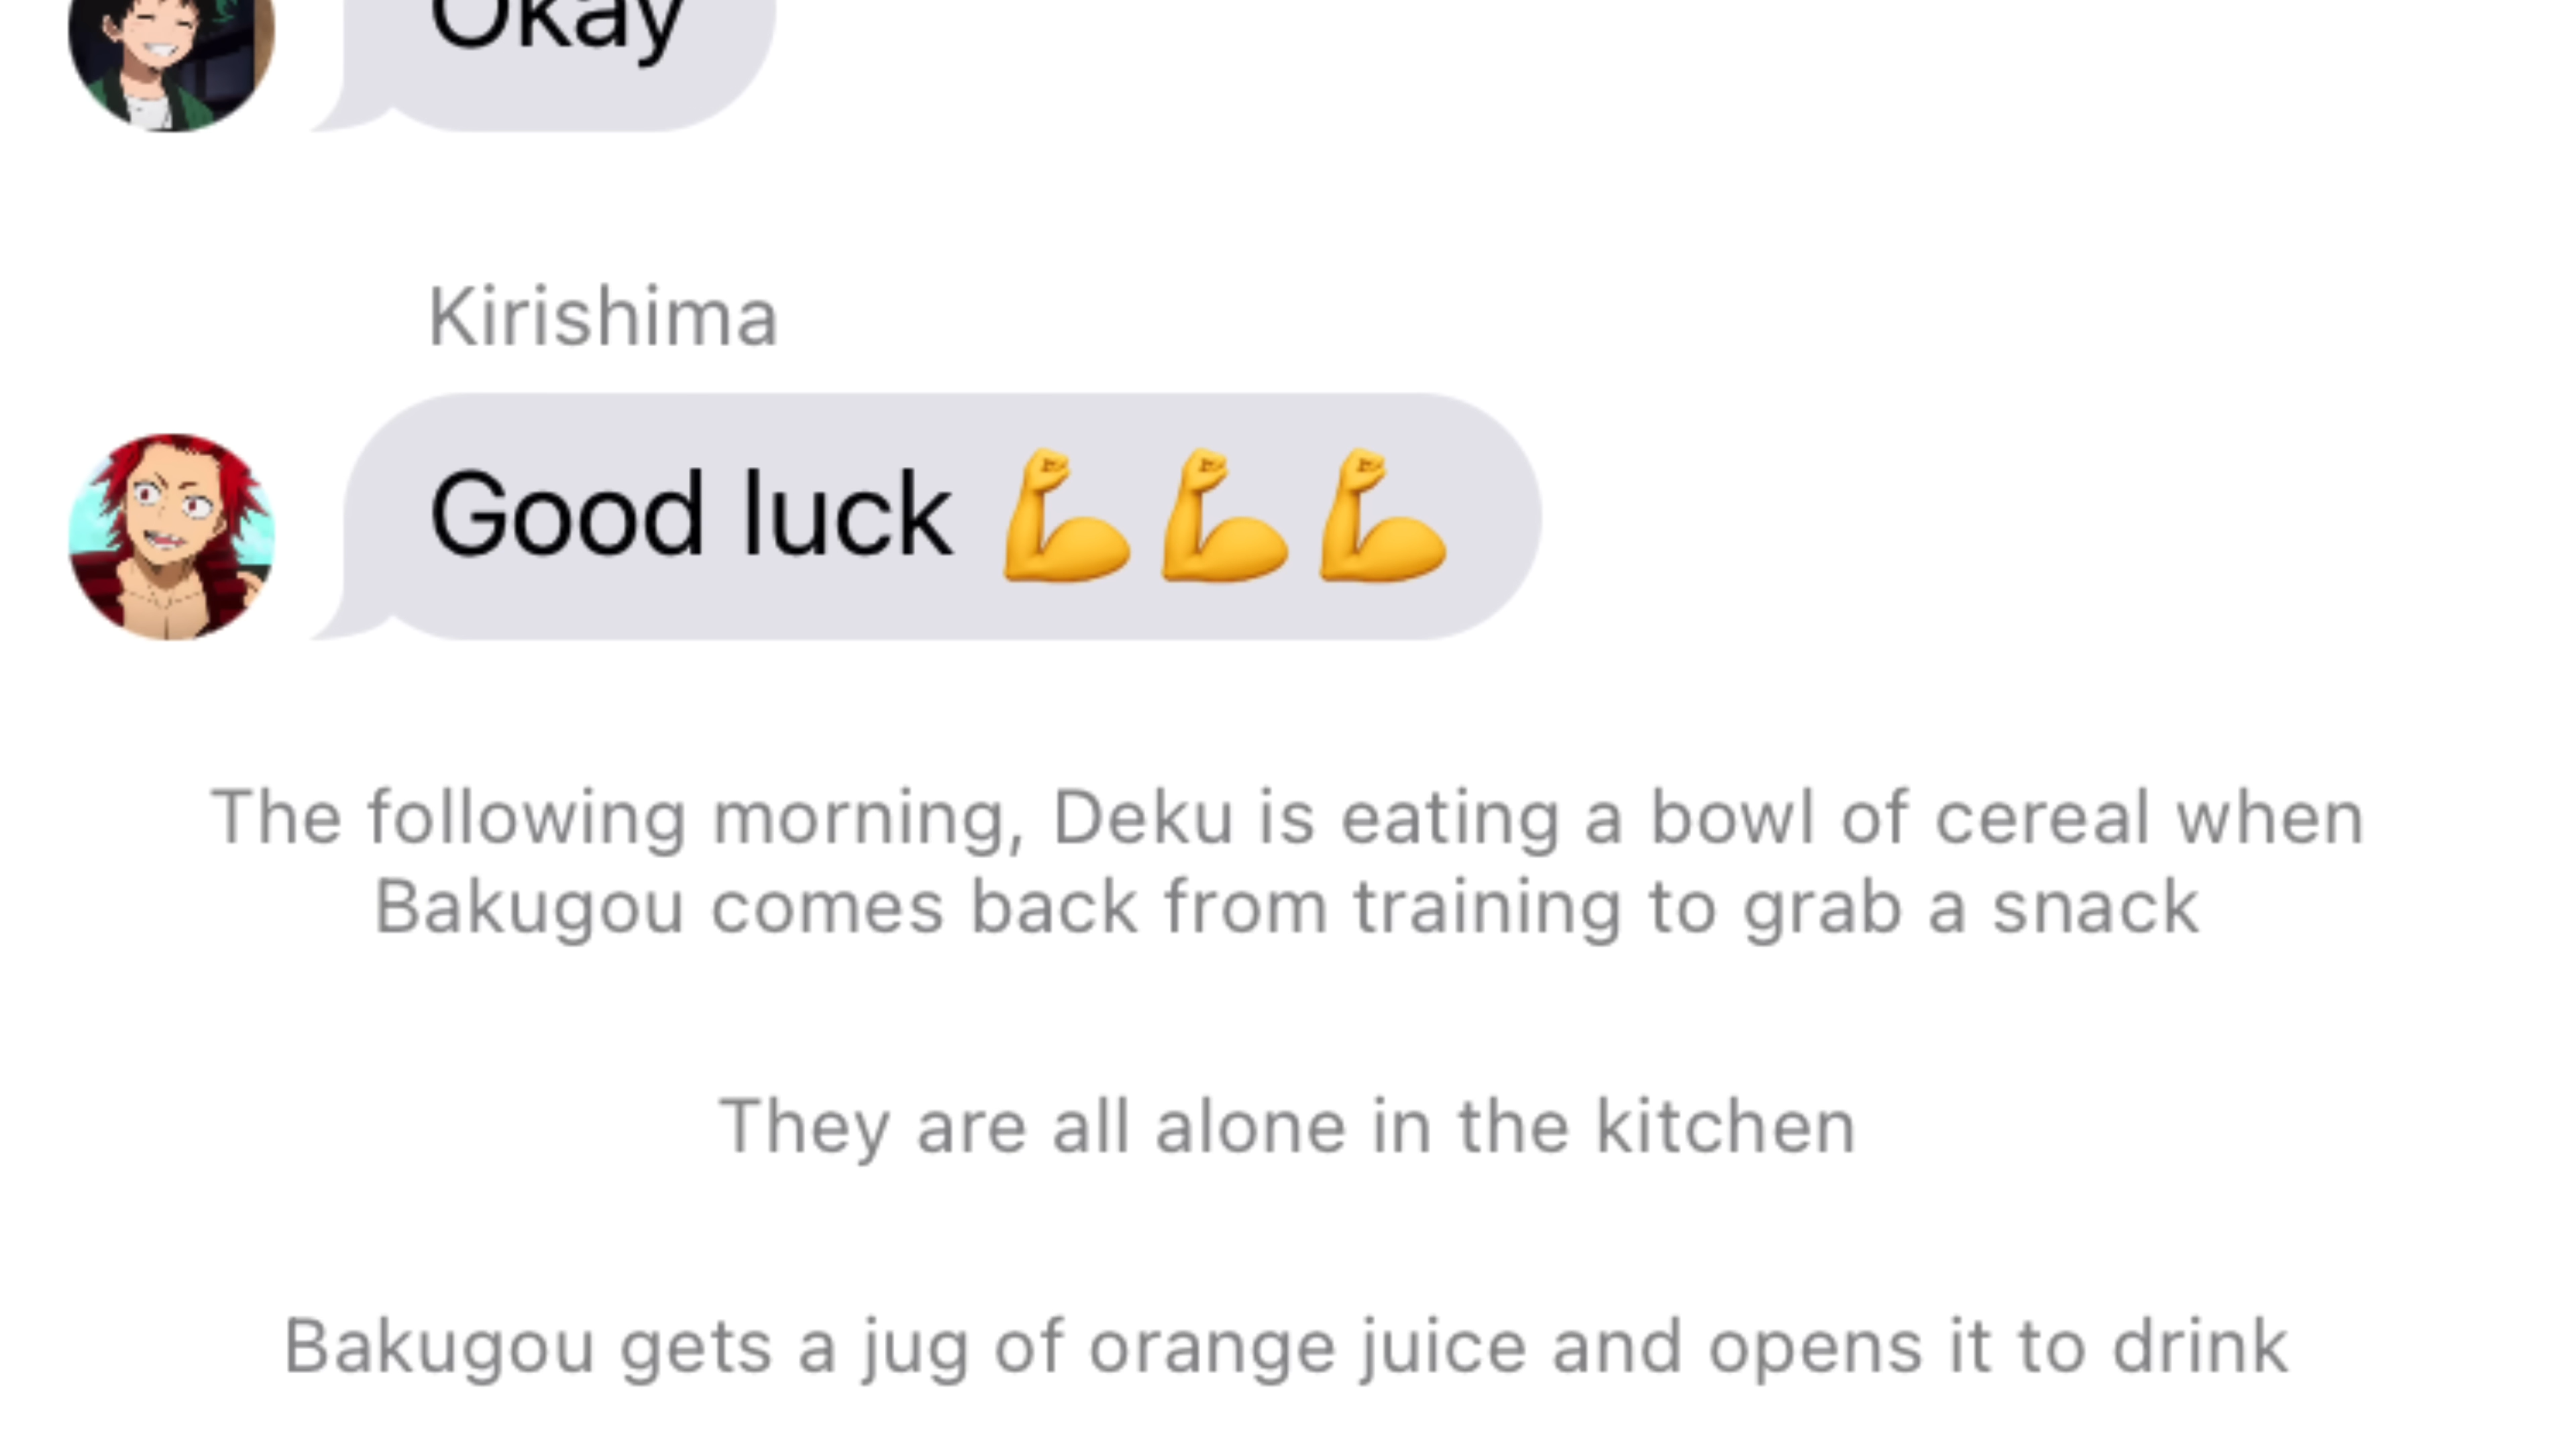 Okay
Kirishima
Good luck 💪💪💪
The following morning, Deku is eating a bowl of cereal when
Bakugou comes back from training to grab a snack
They are all alone in the kitchen
Bakugou gets a jug of orange juice and opens it to drink